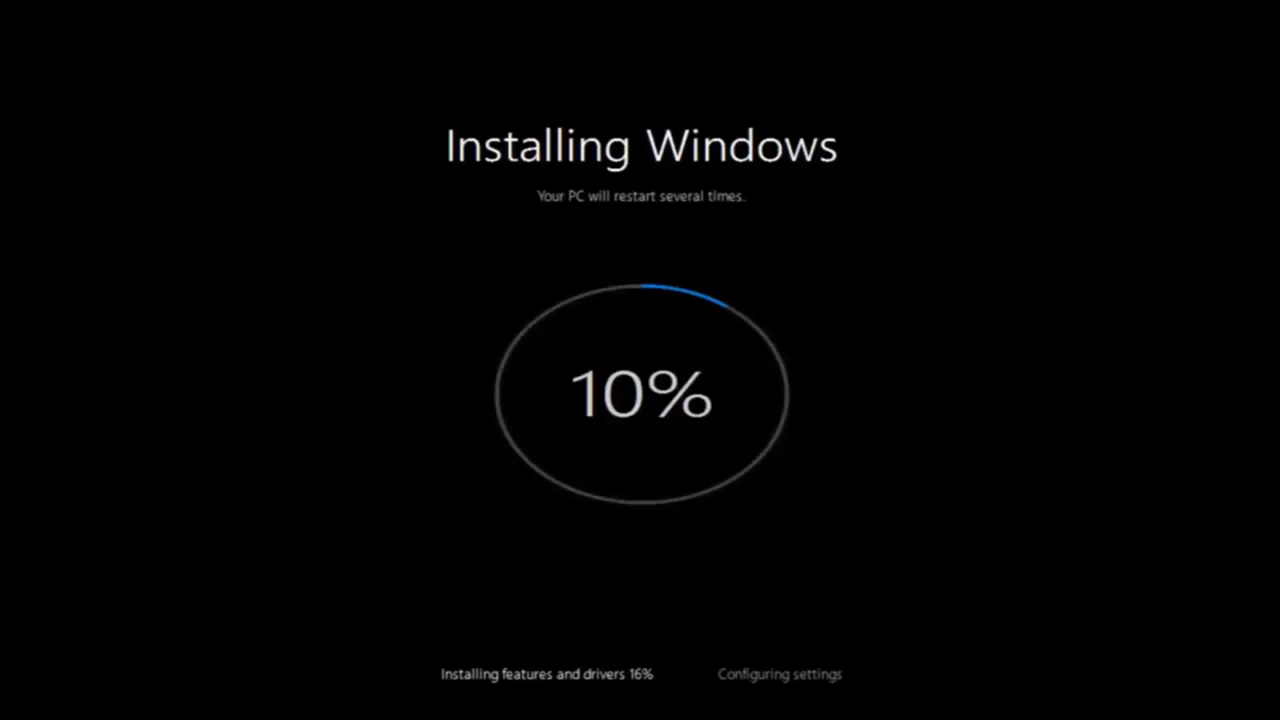 Installing Windows
Your PC will restart several times.
10%
Installing features and drivers 16% Configuring settings